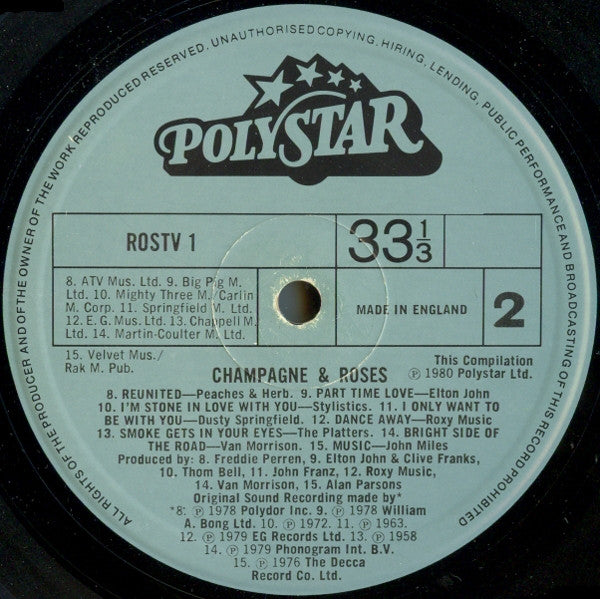 ALL RIGHTS OF THE PRODUCER AND OF THE OWNER OF THE WORK REPRODUCED RESERVED. UNAUTHORISED COPYING, HIRING, LENDING, PUBLIC PERFORMANCE AND BROADCASTING OF THIS RECORD PROHIBITED
POLYSTAR
ROSTV 1
33 1/3
8. ATV Mus. Ltd. 9. Big Pig M.
Ltd. 10. Mighty Three M./Carlin
M. Corp. 11. Springfield M. Ltd.
12. E.G. Mus. Ltd. 13. Chappell M.
Ltd. 14. Martin-Coulter M. Ltd.
15. Velvet Mus./
Rak M. Pub.
MADE IN ENGLAND
2
CHAMPAGNE & ROSES
This Compilation
℗ 1980 Polystar Ltd.
8. REUNITED—Peaches & Herb. 9. PART TIME LOVE—Elton John
10. I'M STONE IN LOVE WITH YOU—Stylistics. 11. I ONLY WANT TO
BE WITH YOU—Dusty Springfield. 12. DANCE AWAY—Roxy Music
13. SMOKE GETS IN YOUR EYES—The Platters. 14. BRIGHT SIDE OF
THE ROAD—Van Morrison. 15. MUSIC—John Miles
Produced by: 8. Freddie Perren, 9. Elton John & Clive Franks,
10. Thom Bell, 11. John Franz, 12. Roxy Music,
14. Van Morrison, 15. Alan Parsons
Original Sound Recording made by*
*8. ℗ 1978 Polydor Inc. 9. ℗ 1978 William
A. Bong Ltd. 10. ℗ 1972. 11. ℗ 1963.
12. ℗ 1979 EG Records Ltd. 13. ℗ 1958
14. ℗ 1979 Phonogram Int. B.V.
15. ℗ 1976 The Decca
Record Co. Ltd.